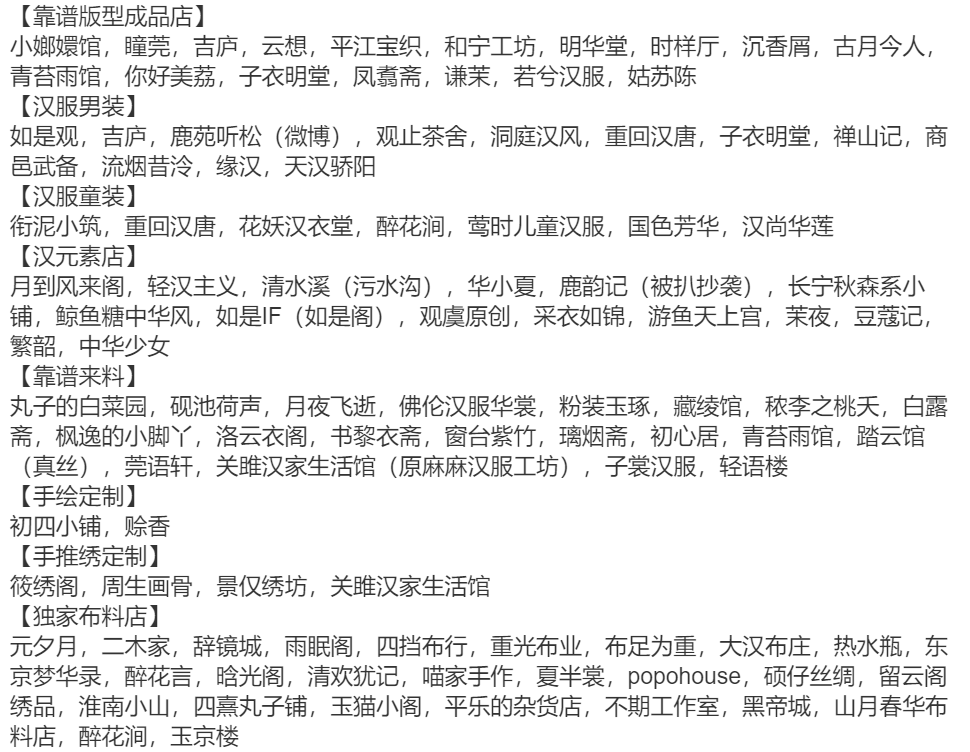 【靠谱版型成品店】
小嫏嬛馆，瞳莞，吉庐，云想，平江宝织，和宁工坊，明华堂，时样厅，沉香屑，古月今人，
青苔雨馆，你好美荔，子衣明堂，凤翥斋，谦茉，若兮汉服，姑苏陈
【汉服男装】
如是观，吉庐，鹿苑听松（微博），观止茶舍，洞庭汉风，重回汉唐，子衣明堂，禅山记，商
邑武备，流烟昔泠，缘汉，天汉骄阳
【汉服童装】
衔泥小筑，重回汉唐，花妖汉衣堂，醉花涧，莺时儿童汉服，国色芳华，汉尚华莲
【汉元素店】
月到风来阁，轻汉主义，清水溪（污水沟），华小夏，鹿韵记（被扒抄袭），长宁秋森系小
铺，鲸鱼糖中华风，如是IF（如是阁），观虞原创，采衣如锦，游鱼天上宫，茉夜，豆蔻记，
繁韶，中华少女
【靠谱来料】
丸子的白菜园，砚池荷声，月夜飞逝，佛伦汉服华裳，粉装玉琢，藏绫馆，秾李之桃夭，白露
斋，枫逸的小脚丫，洛云衣阁，书黎衣斋，窗台紫竹，璃烟斋，初心居，青苔雨馆，踏云馆
（真丝），莞语轩，关雎汉家生活馆（原麻麻汉服工坊），子裳汉服，轻语楼
【手绘定制】
初四小铺，赊香
【手推绣定制】
筱绣阁，周生画骨，景仅绣坊，关雎汉家生活馆
【独家布料店】
元夕月，二木家，辞镜城，雨眠阁，四挡布行，重光布业，布足为重，大汉布庄，热水瓶，东
京梦华录，醉花言，晗光阁，清欢犹记，喵家手作，夏半裳，popohouse，硕仔丝绸，留云阁
绣品，淮南小山，四熹丸子铺，玉猫小阁，平乐的杂货店，不期工作室，黑帝城，山月春华布
料店，醉花涧，玉京楼